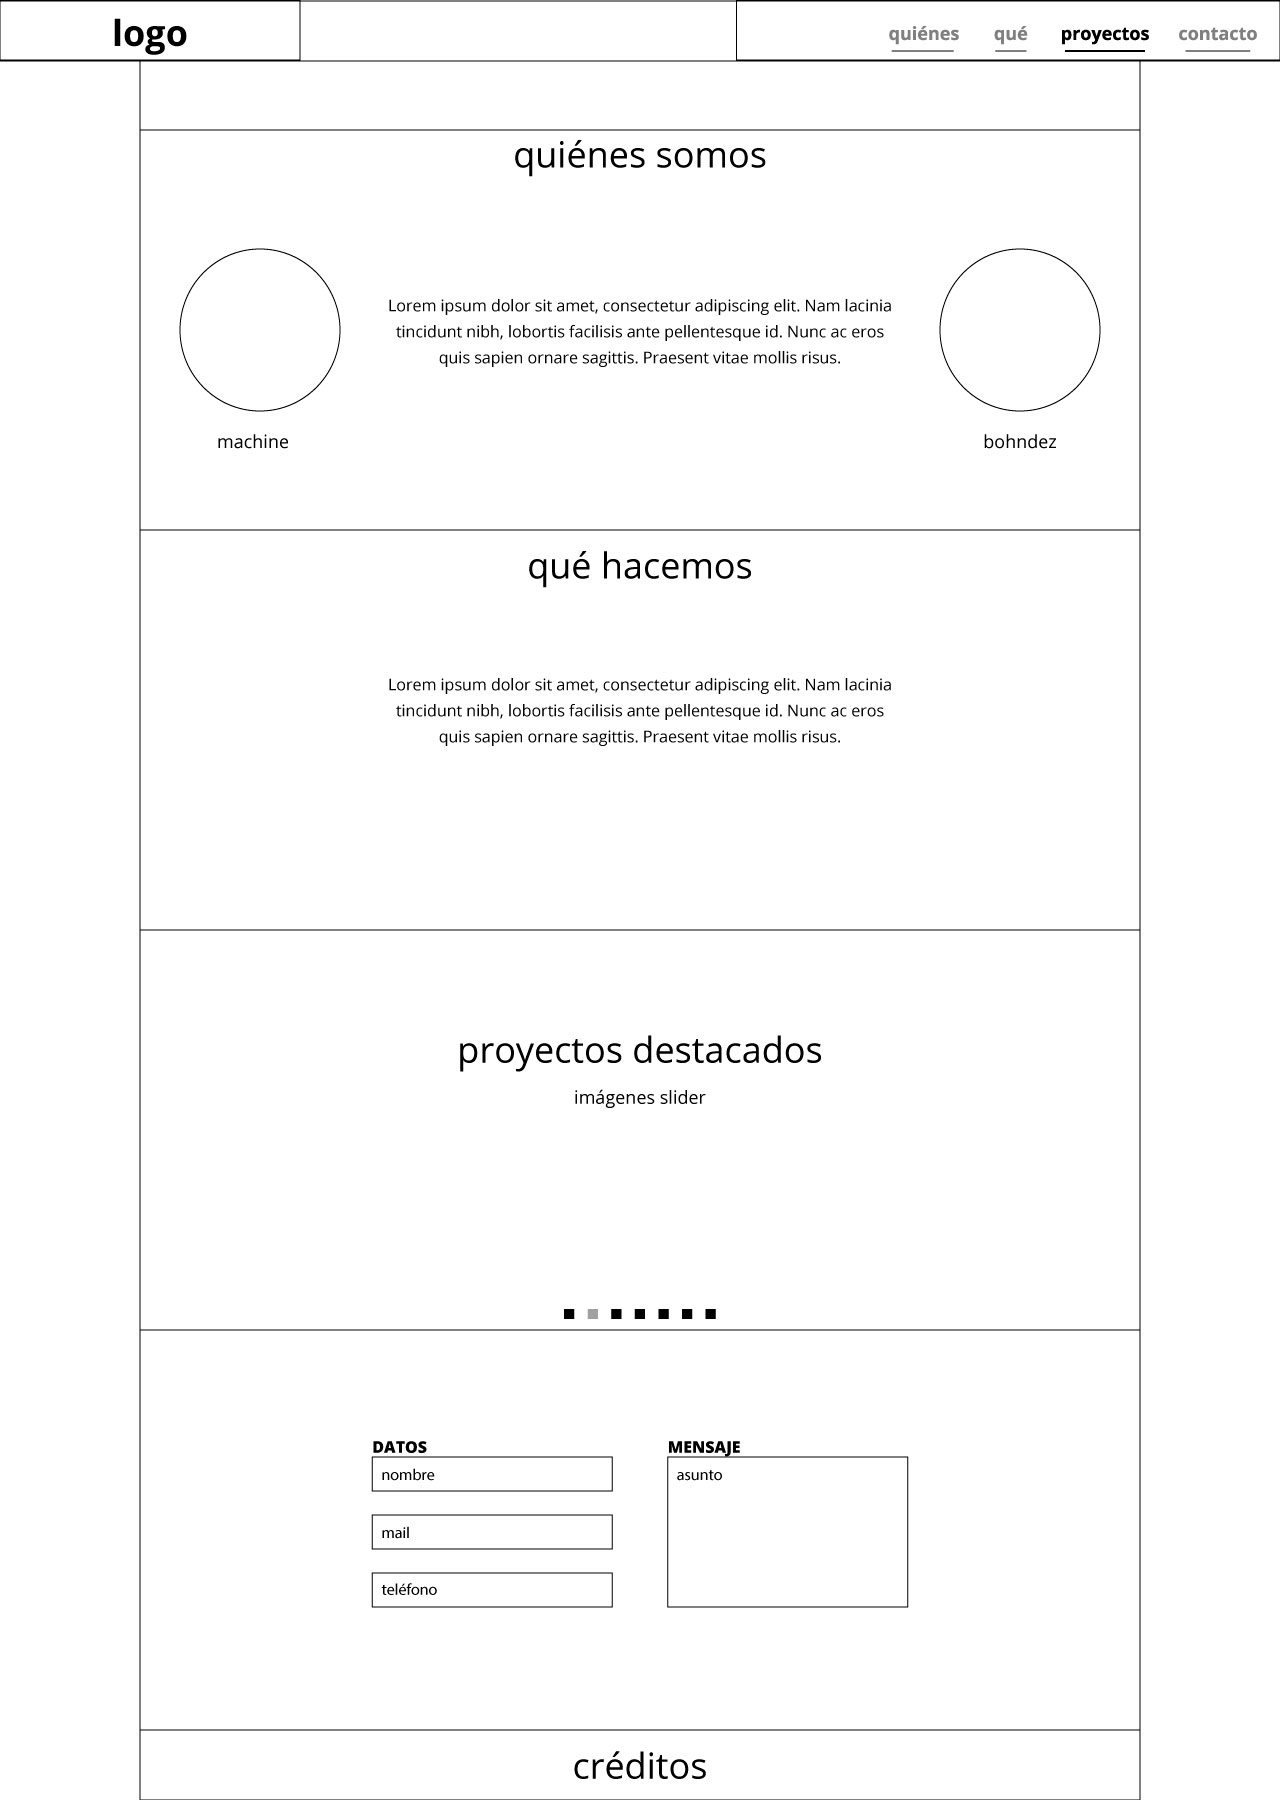 logo
quiénes qué proyectos contacto
quiénes somos
Lorem ipsum dolor sit amet, consectetur adipiscing elit. Nam lacinia
tincidunt nibh, lobortis facilisis ante pellentesque id. Nunc ac eros
quis sapien ornare sagittis. Praesent vitae mollis risus.
machine
bohndez
qué hacemos
Lorem ipsum dolor sit amet, consectetur adipiscing elit. Nam lacinia
tincidunt nibh, lobortis facilisis ante pellentesque id. Nunc ac eros
quis sapien ornare sagittis. Praesent vitae mollis risus.
proyectos destacados
imágenes slider
DATOS
nombre
mail
teléfono
MENSAJE
asunto
créditos